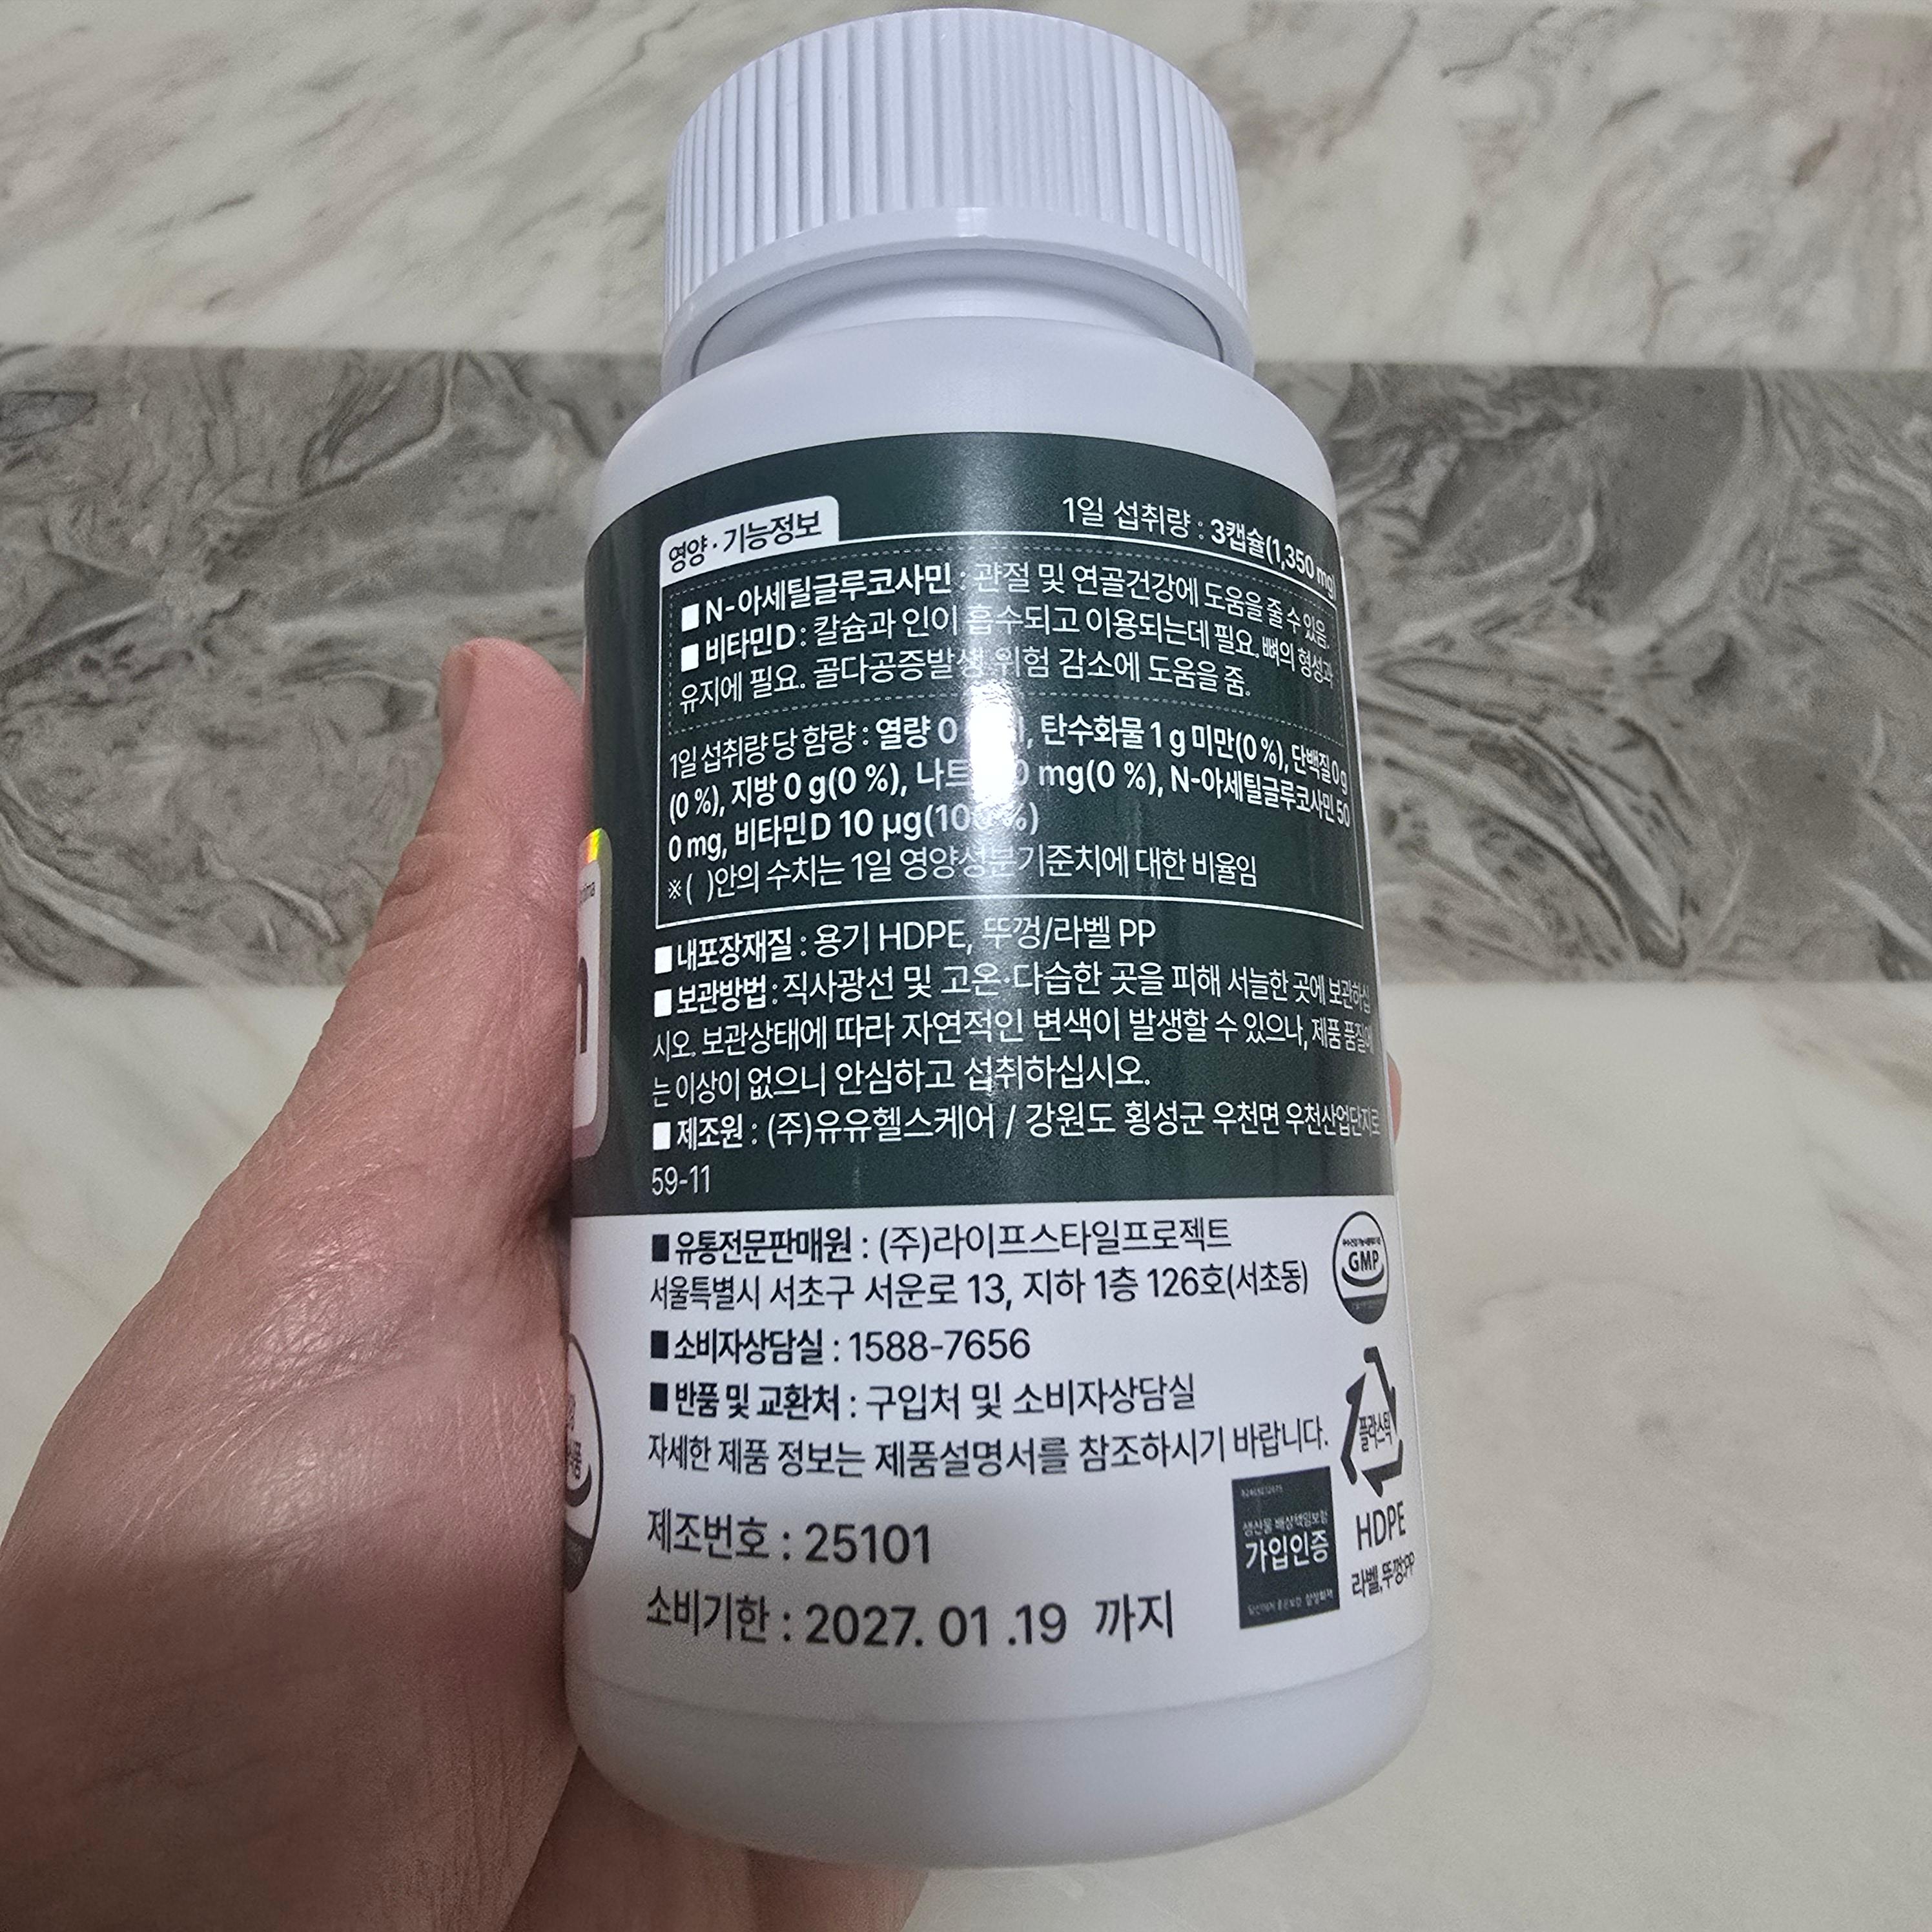 영양·기능정보
1일 섭취량 : 3캡슐(1,350 mg)
■ N-아세틸글루코사민 : 관절 및 연골건강에 도움을 줄 수 있음.
■ 비타민D : 칼슘과 인이 흡수되고 이용되는데 필요. 뼈의 형성과
유지에 필요. 골다공증발생 위험 감소에 도움을 줌.
1일 섭취량 당 함량 : 열량 0 탄수화물 1 g 미만(0 %), 단백질 0 g
(0 %), 지방 0 g(0 %), 0 mg(0 %), N-아세틸글루코사민 50
0 mg, 비타민D 10 μg(100 %)
※ ( )안의 수치는 1일 영양성분기준치에 대한 비율임
■ 내포장재질 : 용기 HDPE, 뚜껑/라벨 PP
■ 보관방법 : 직사광선 및 고온·다습한 곳을 피해 서늘한 곳에 보관하십
시오. 보관상태에 따라 자연적인 변색이 발생할 수 있으나, 제품 품질에
는 이상이 없으니 안심하고 섭취하십시오.
■ 제조원 : (주)유유헬스케어 / 강원도 횡성군 우천면 우천산업단지로
59-11
■ 유통전문판매원 : (주)라이프스타일프로젝트
서울특별시 서초구 서운로 13, 지하 1층 126호(서초동)
GMP
■ 소비자상담실 : 1588-7656
■ 반품 및 교환처 : 구입처 및 소비자상담실
자세한 제품 정보는 제품설명서를 참조하시기 바랍니다.
플라스틱
HDPE
라벨,뚜껑:PP
생산물 배상책임보험
가입인증
제조번호 : 25101
소비기한 : 2027. 01 .19 까지